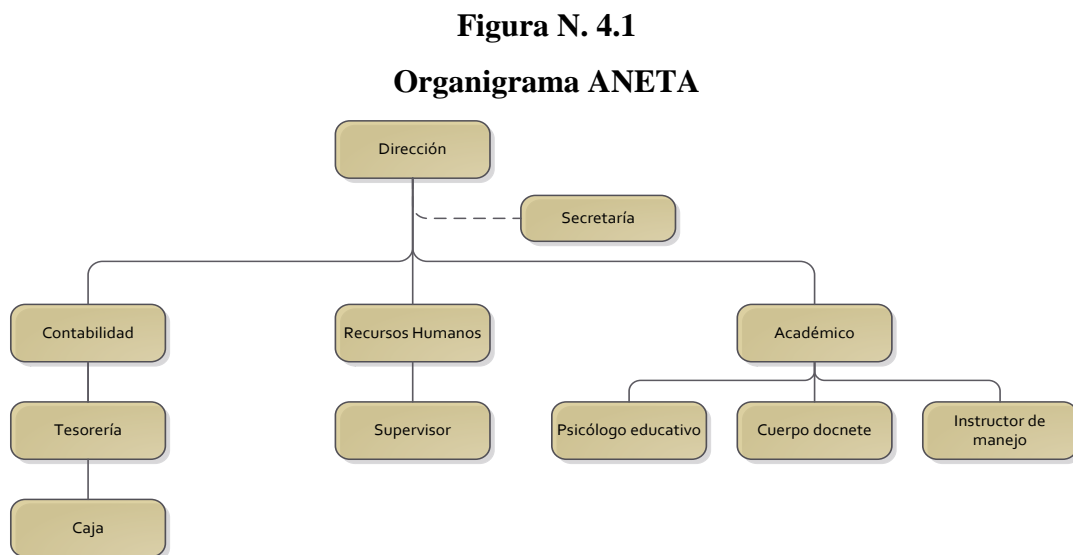 Figura N. 4.1
Organigrama ANETA
Dirección
Secretaría
Contabilidad
Recursos Humanos
Académico
Tesorería
Supervisor
Psicólogo educativo
Cuerpo docnete
Instructor de
manejo
Caja